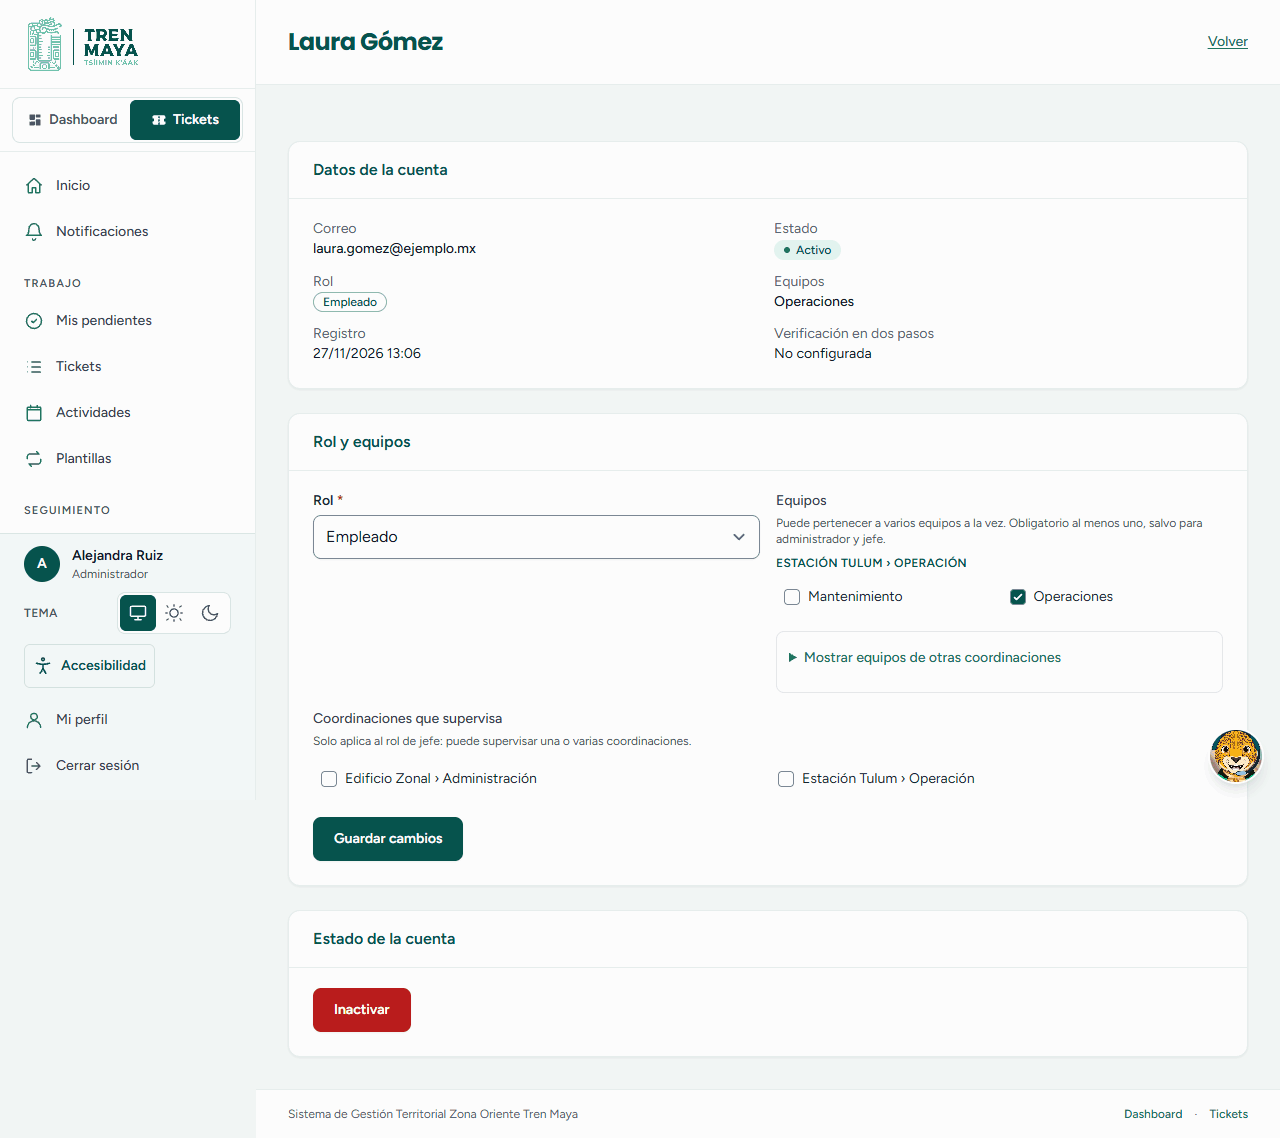 TREN
MAYA
TSÍIMIN K'ÁAK
Dashboard
Tickets
Inicio
Notificaciones
TRABAJO
Mis pendientes
Tickets
Actividades
Plantillas
SEGUIMIENTO
A
Alejandra Ruiz
Administrador
TEMA
Accesibilidad
Mi perfil
Cerrar sesión
Laura Gómez
Volver
Datos de la cuenta
Correo
laura.gomez@ejemplo.mx
Estado
Activo
Rol
Empleado
Equipos
Operaciones
Registro
27/11/2026 13:06
Verificación en dos pasos
No configurada
Rol y equipos
Rol *
Empleado
Equipos
Puede pertenecer a varios equipos a la vez. Obligatorio al menos uno, salvo para
administrador y jefe.
ESTACIÓN TULUM › OPERACIÓN
Mantenimiento
Operaciones
Mostrar equipos de otras coordinaciones
Coordinaciones que supervisa
Solo aplica al rol de jefe: puede supervisar una o varias coordinaciones.
Edificio Zonal › Administración
Estación Tulum › Operación
Guardar cambios
Estado de la cuenta
Inactivar
Sistema de Gestión Territorial Zona Oriente Tren Maya
Dashboard · Tickets